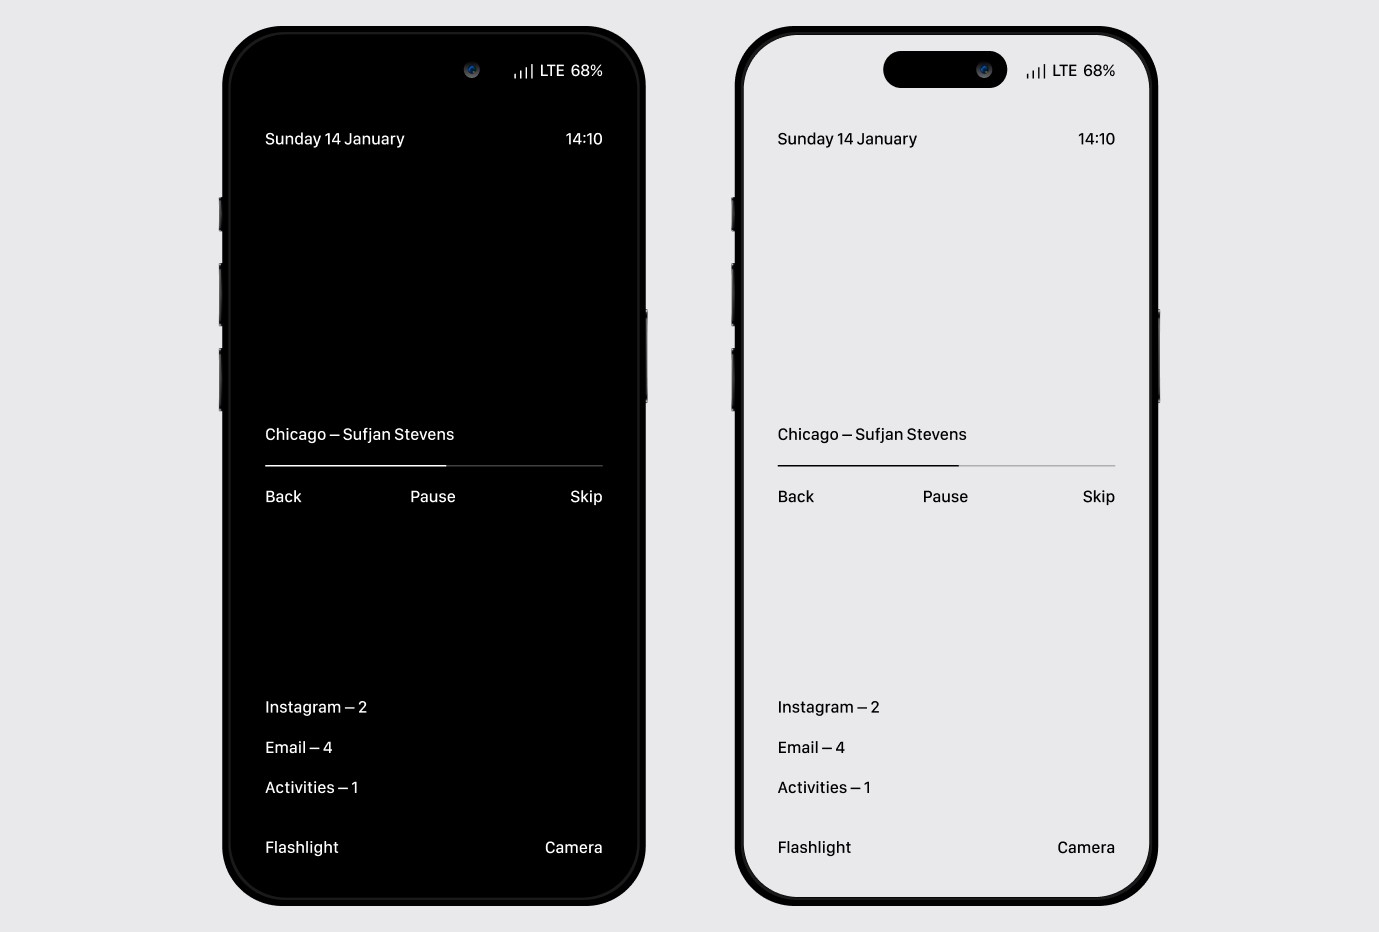 LTE 68%
Sunday 14 January 14:10
Chicago – Sufjan Stevens
Back Pause Skip
Instagram – 2
Email – 4
Activities – 1
Flashlight Camera
LTE 68%
Sunday 14 January 14:10
Chicago – Sufjan Stevens
Back Pause Skip
Instagram – 2
Email – 4
Activities – 1
Flashlight Camera